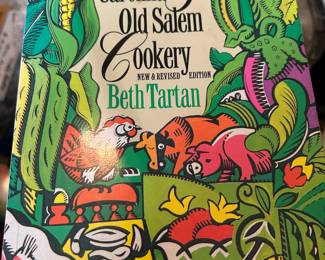 Old Salem
Cookery
NEW & REVISED EDITION
Beth Tartan